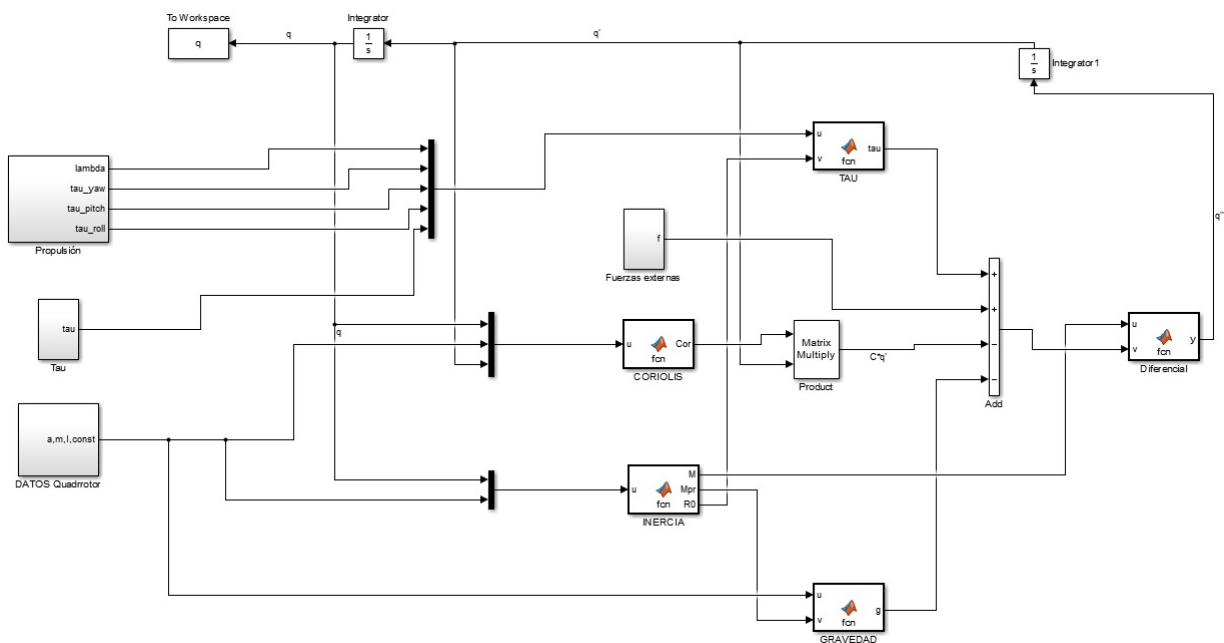 To Workspace
q
q
Integrator
1
s
q'
1
s
Integrator1
q''
lambda
tau_yaw
tau_pitch
tau_roll
Propulsión
u
v
fcn
tau
TAU
f
Fuerzas externas
tau
Tau
q
u
fcn
Cor
CORIOLIS
Matrix
Multiply
Product
C*q'
+
+
−
−
Add
u
v
fcn
y
Diferencial
a,m,l,const
DATOS Quadrrotor
u
fcn
M
Mpr
R0
INERCIA
u
v
fcn
g
GRAVEDAD